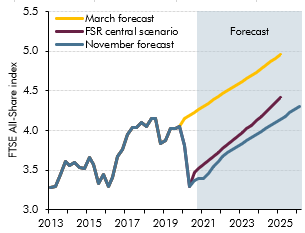 5.5
5.0
4.5
4.0
3.5
3.0
FTSE All-Share index
March forecast
FSR central scenario
November forecast
Forecast
2013 2015 2017 2019 2021 2023 2025